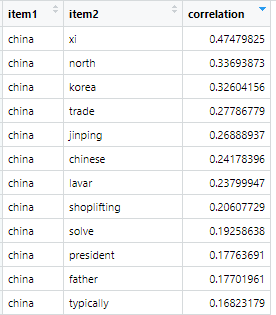 item1 item2 correlation
china xi 0.47479825
china north 0.33693873
china korea 0.32604156
china trade 0.27786779
china jinping 0.26888937
china chinese 0.24178396
china lavar 0.23799947
china shoplifting 0.20607729
china solve 0.19258638
china president 0.17763691
china father 0.17701961
china typically 0.16823179